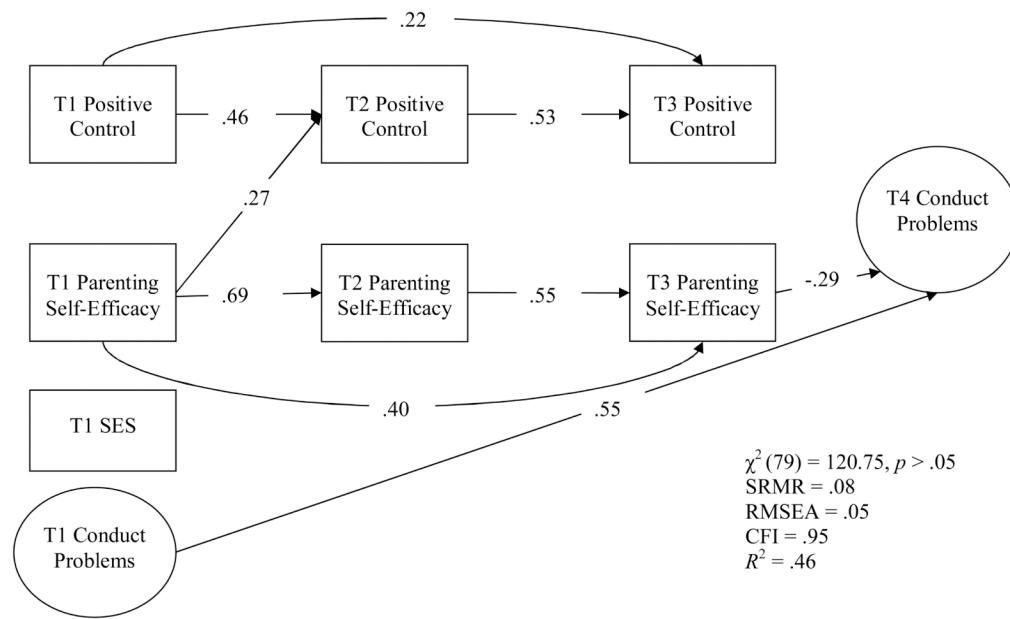 .22
T1 Positive
Control
.46
T2 Positive
Control
.53
T3 Positive
Control
.27
T4 Conduct
Problems
T1 Parenting
Self-Efficacy
.69
T2 Parenting
Self-Efficacy
.55
T3 Parenting
Self-Efficacy
-.29
.40
.55
T1 SES
T1 Conduct
Problems
χ² (79) = 120.75, p > .05
SRMR = .08
RMSEA = .05
CFI = .95
R² = .46